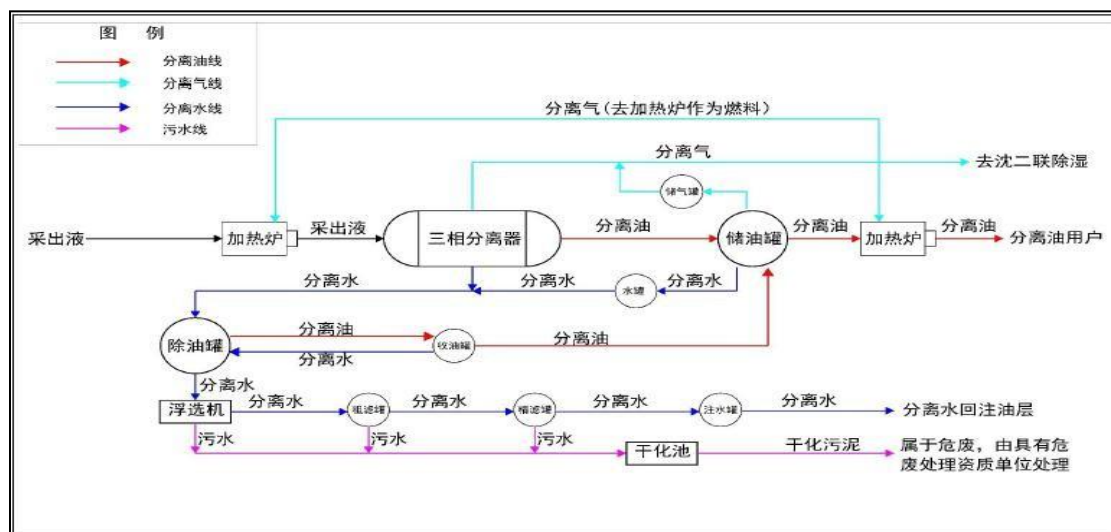 图 例
分离油线
分离气线
分离水线
污水线
分离气（去加热炉作为燃料）
分离气
去沈二联除湿
储气罐
采出液
加热炉
采出液
三相分离器
分离油
储油罐
分离油
加热炉
分离油
分离油用户
分离水
分离水
水罐
分离水
除油罐
分离油
分离水
收油罐
分离油
分离水
浮选机
分离水
粗滤罐
分离水
精滤罐
分离水
注水罐
分离水
分离水回注油层
污水
污水
污水
干化池
干化污泥
属于危废，由具有危
废处理资质单位处理